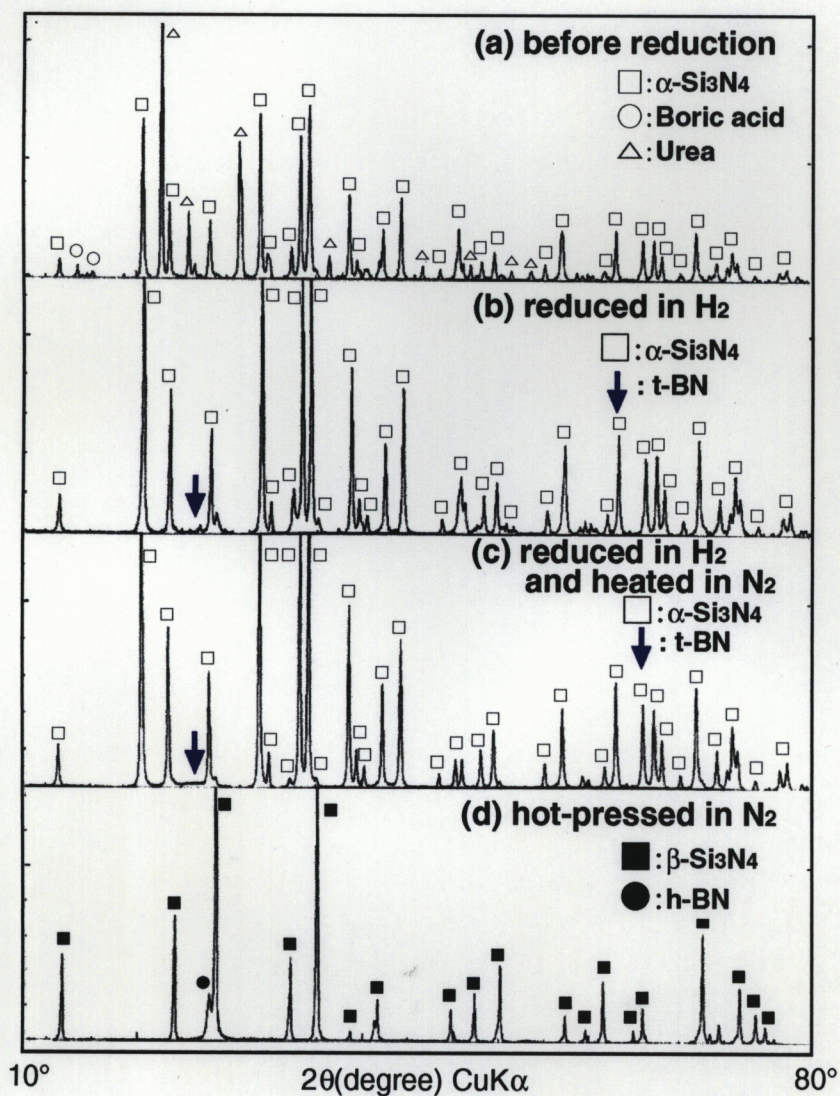 (a) before reduction
□:α-Si3N4
○:Boric acid
△:Urea
(b) reduced in H2
□:α-Si3N4
↓: t-BN
(c) reduced in H2
and heated in N2
□:α-Si3N4
↓: t-BN
(d) hot-pressed in N2
■:β-Si3N4
●:h-BN
10° 2θ(degree) CuKα 80°